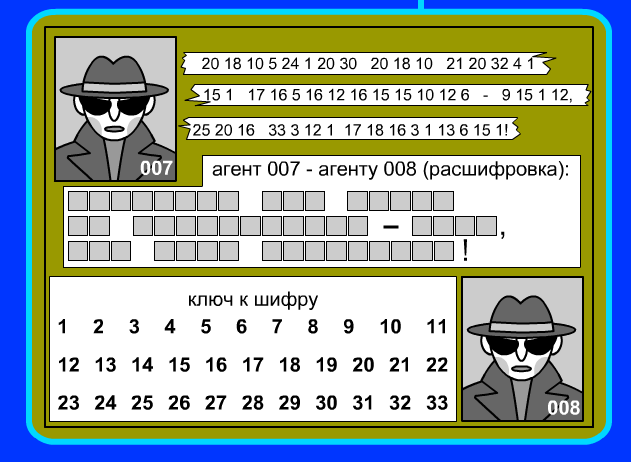 20 18 10 5 24 1 20 30 20 18 10 21 20 32 4 1
15 1 17 16 5 16 12 16 15 15 10 12 6 - 9 15 1 12,
25 20 16 33 3 12 1 17 18 16 3 1 13 6 15 1!
007
агент 007 - агенту 008 (расшифровка):
– ,
!
ключ к шифру
1 2 3 4 5 6 7 8 9 10 11
12 13 14 15 16 17 18 19 20 21 22
23 24 25 26 27 28 29 30 31 32 33
008